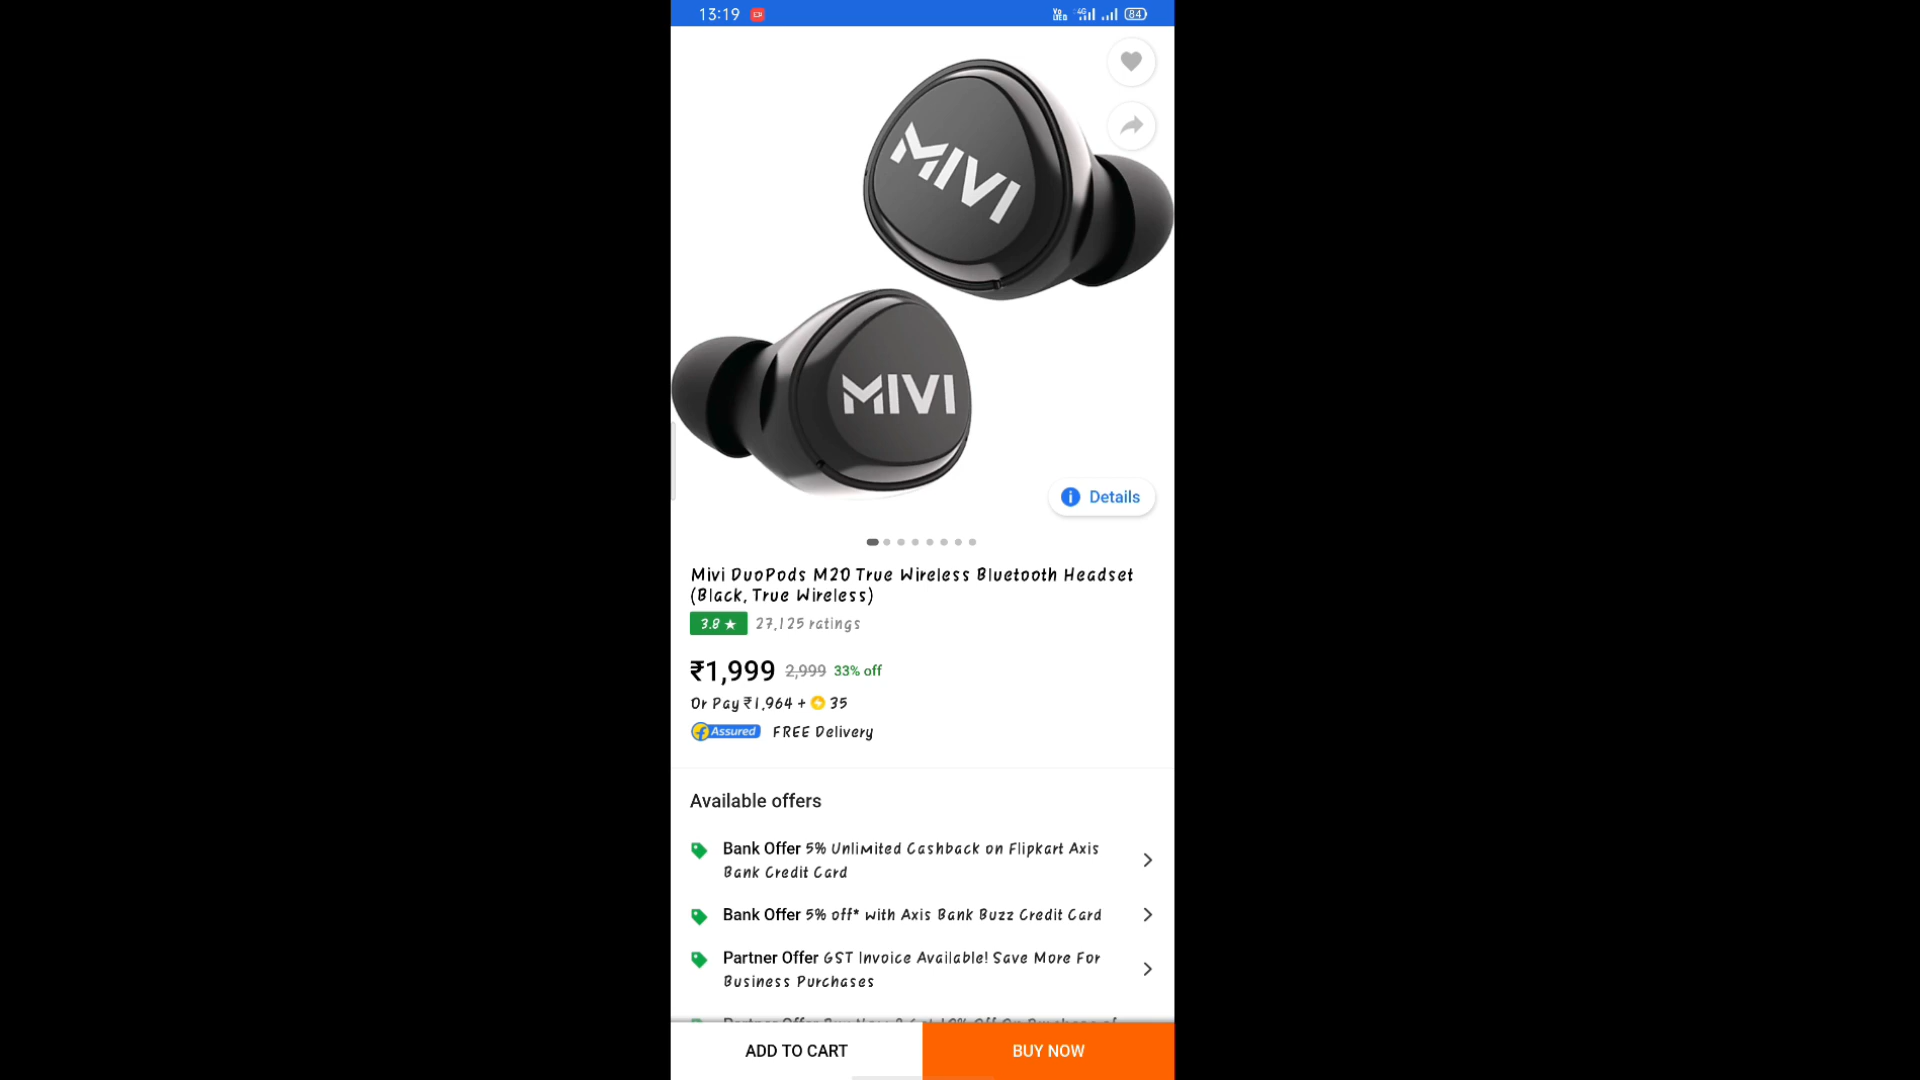 13:19
Vo LTE 4G 84
MIVI
MIVI
Details
Mivi DuoPods M20 True Wireless Bluetooth Headset
(Black, True Wireless)
3.8 ★ 27,125 ratings
₹1,999 2,999 33% off
Or Pay ₹1,964 + 35
f Assured FREE Delivery
Available offers
Bank Offer 5% Unlimited Cashback on Flipkart Axis
Bank Credit Card
Bank Offer 5% off* with Axis Bank Buzz Credit Card
Partner Offer GST Invoice Available! Save More For
Business Purchases
ADD TO CART
BUY NOW